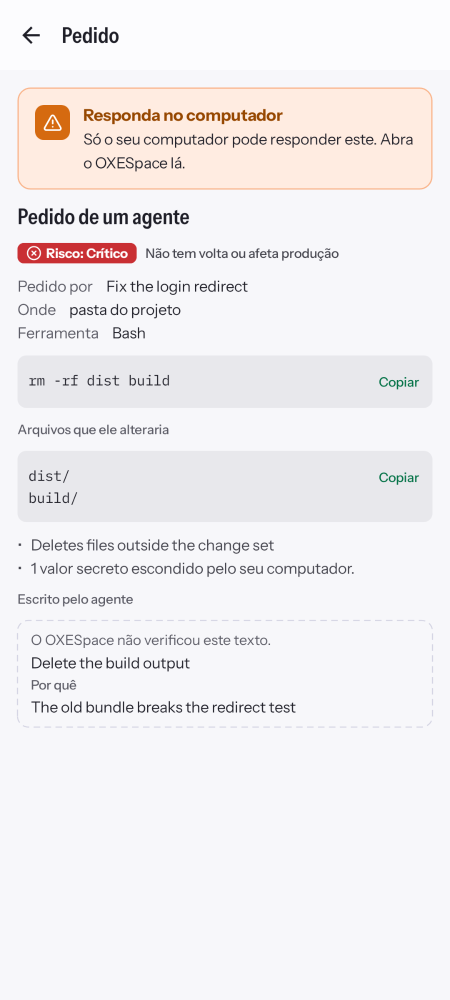 Pedido
Responda no computador
Só o seu computador pode responder este. Abra
o OXESpace lá.
Pedido de um agente
Risco: Crítico Não tem volta ou afeta produção
Pedido por Fix the login redirect
Onde pasta do projeto
Ferramenta Bash
rm -rf dist build Copiar
Arquivos que ele alteraria
dist/ Copiar
build/
• Deletes files outside the change set
• 1 valor secreto escondido pelo seu computador.
Escrito pelo agente
O OXESpace não verificou este texto.
Delete the build output
Por quê
The old bundle breaks the redirect test